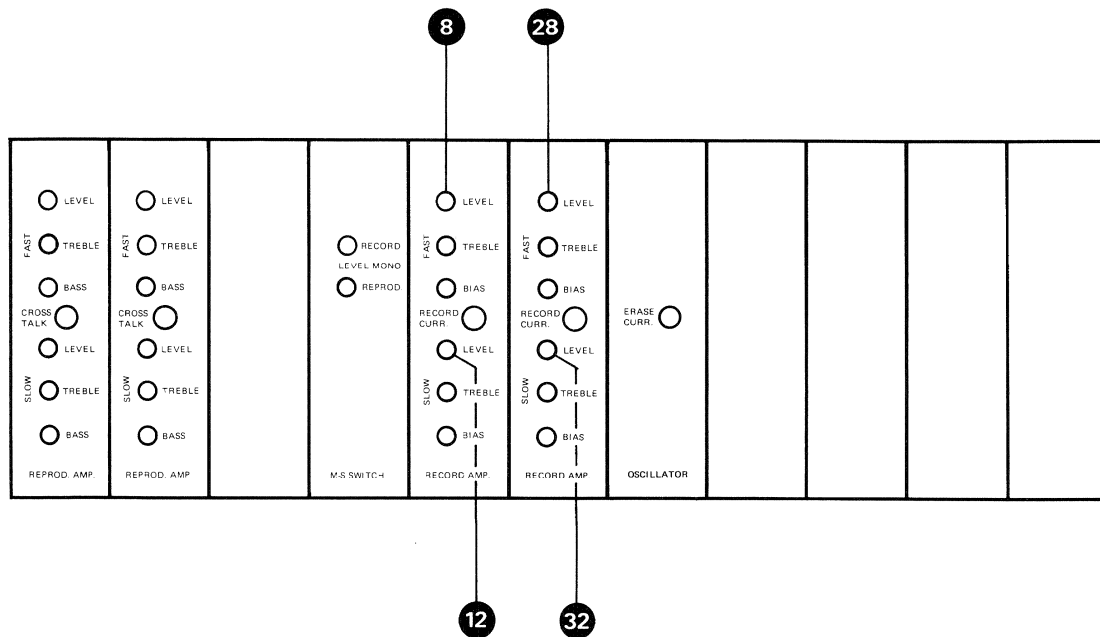 8
28
LEVEL
FAST
TREBLE
BASS
CROSS
TALK
LEVEL
SLOW
TREBLE
BASS
REPROD. AMP.
LEVEL
FAST
TREBLE
BASS
CROSS
TALK
LEVEL
SLOW
TREBLE
BASS
REPROD. AMP
RECORD
LEVEL MONO
REPROD.
M-S SWITCH
LEVEL
FAST
TREBLE
BIAS
RECORD
CURR.
LEVEL
SLOW
TREBLE
BIAS
RECORD AMP.
LEVEL
FAST
TREBLE
BIAS
RECORD
CURR.
LEVEL
SLOW
TREBLE
BIAS
RECORD AMP.
ERASE
CURR.
OSCILLATOR
12
32